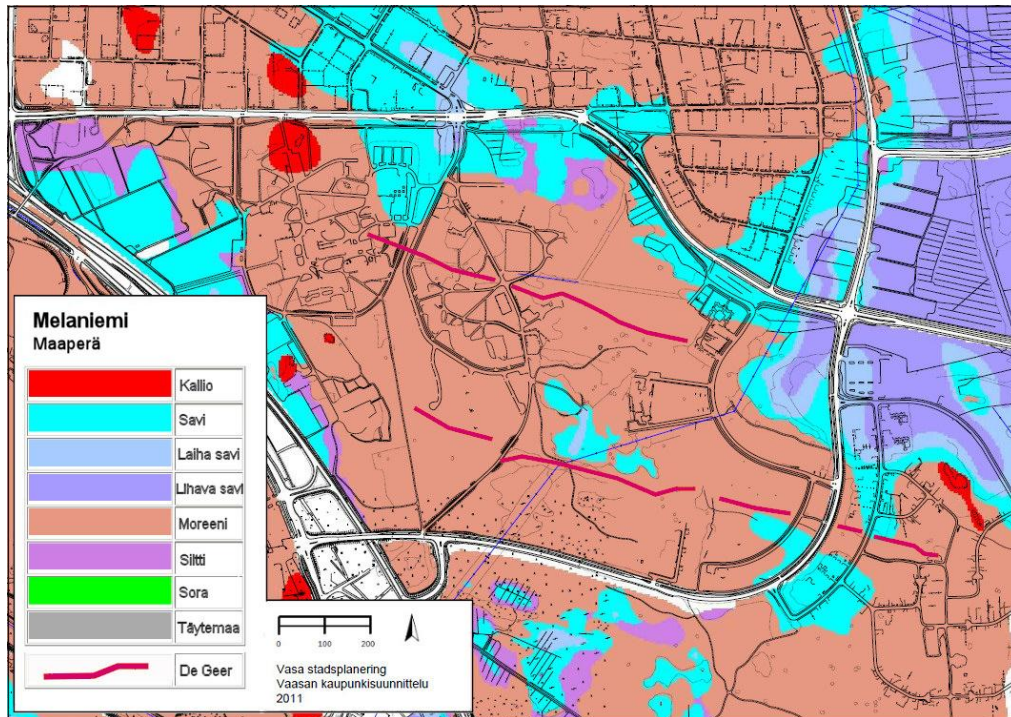 Melaniemi
Maaperä
Kallio
Savi
Laiha savi
Lihava savi
Moreeni
Siltti
Sora
Täytemaa
De Geer
0 100 200
Vasa stadsplanering
Vaasan kaupunkisuunnittelu
2011